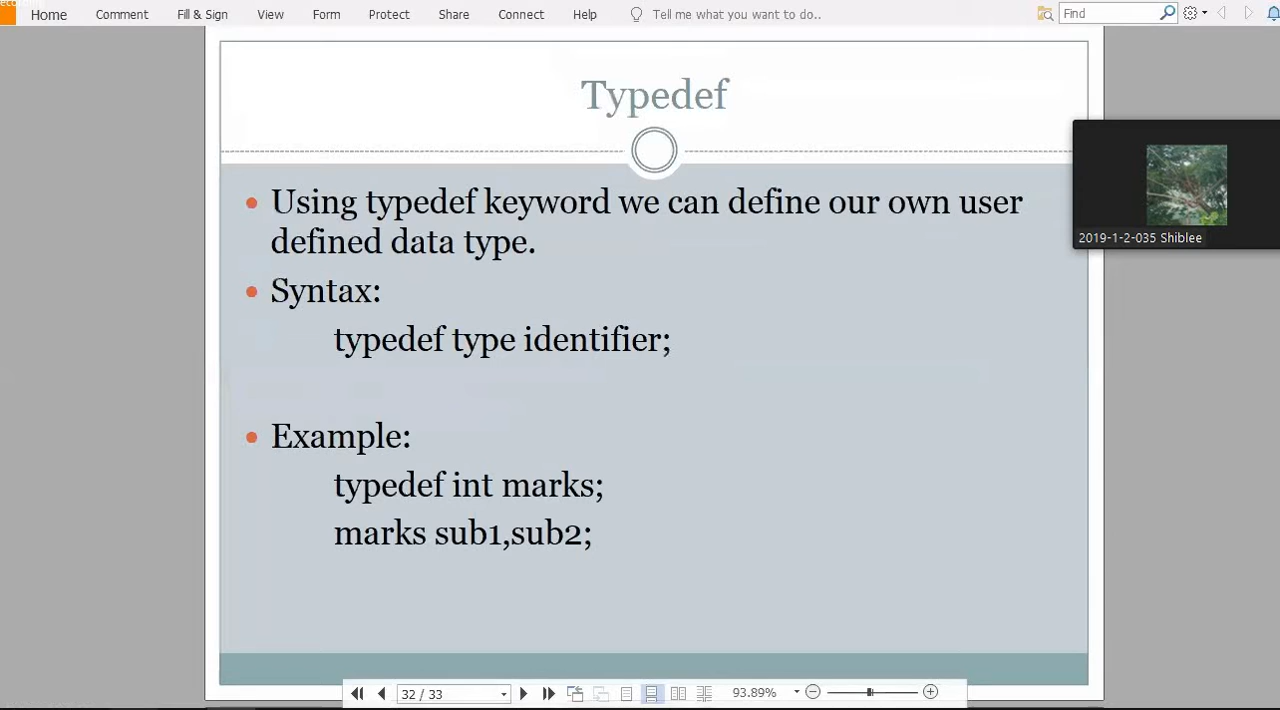 Home Comment Fill & Sign View Form Protect Share Connect Help Tell me what you want to do.. Find
Typedef
Using typedef keyword we can define our own user
defined data type.
Syntax:
typedef type identifier;
Example:
typedef int marks;
marks sub1,sub2;
2019-1-2-035 Shiblee
32 / 33 93.89%